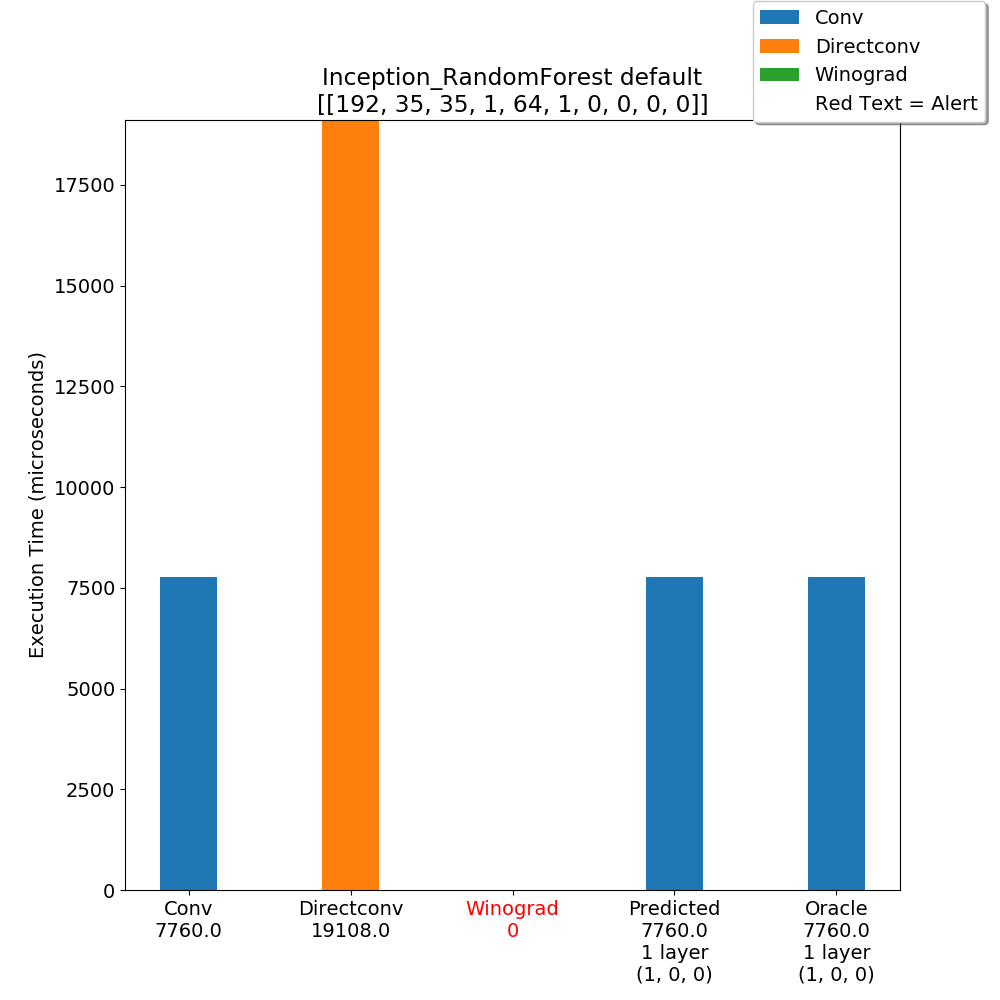 Conv
Directconv
Winograd
Red Text = Alert
Inception_RandomForest default
[[192, 35, 35, 1, 64, 1, 0, 0, 0, 0]]
Execution Time (microseconds)
17500
15000
12500
10000
7500
5000
2500
0
Conv
7760.0
Directconv
19108.0
Winograd
0
Predicted
7760.0
1 layer
(1, 0, 0)
Oracle
7760.0
1 layer
(1, 0, 0)